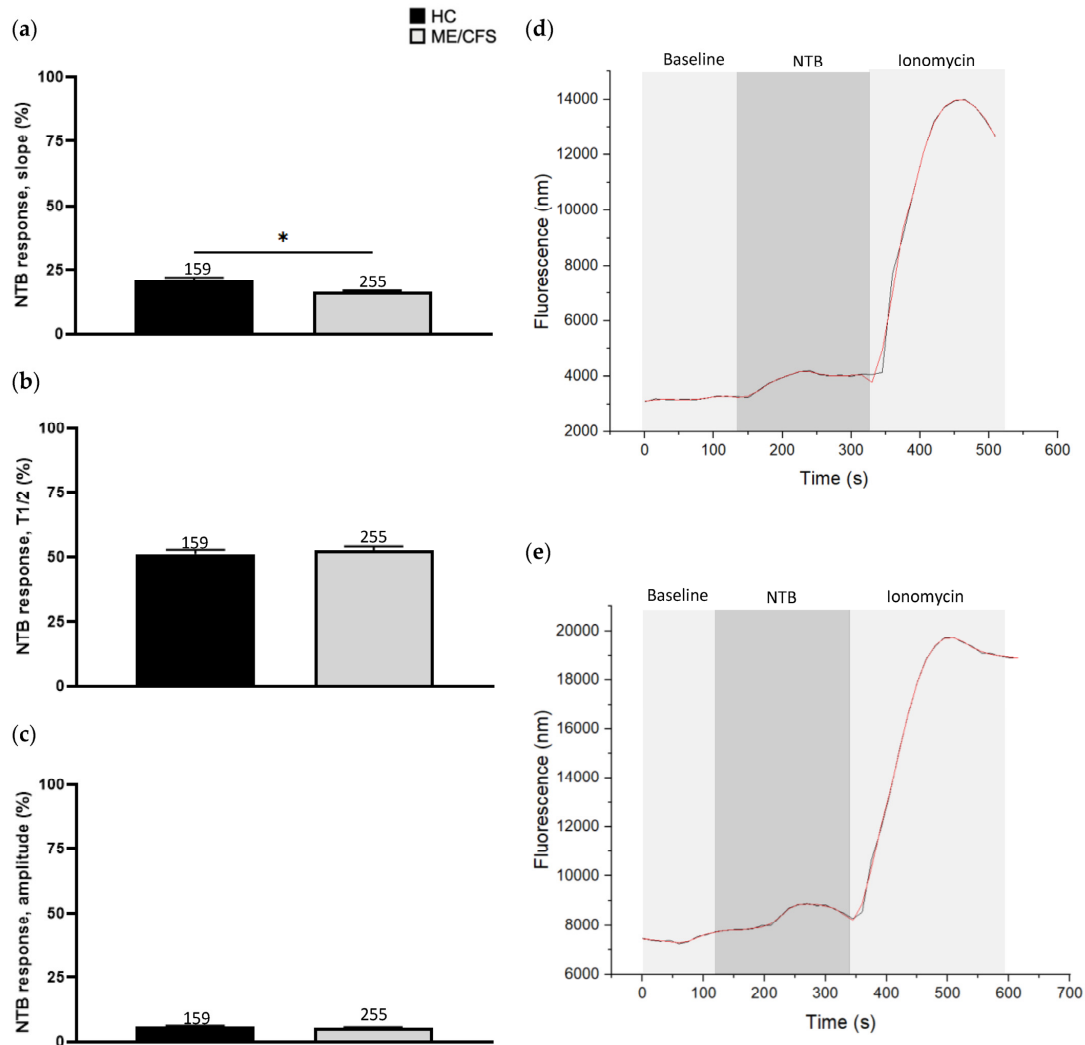 (a)
HC
ME/CFS
NTB response, slope (%)
100
75
50
25
0
159
*
255
(b)
NTB response, T1/2 (%)
100
75
50
25
0
159
255
(c)
NTB response, amplitude (%)
100
75
50
25
0
159
255
(d)
Baseline
NTB
Ionomycin
Fluorescence (nm)
14000
12000
10000
8000
6000
4000
2000
0 100 200 300 400 500 600
Time (s)
(e)
Baseline
NTB
Ionomycin
Fluorescence (nm)
20000
18000
16000
14000
12000
10000
8000
6000
0 100 200 300 400 500 600 700
Time (s)